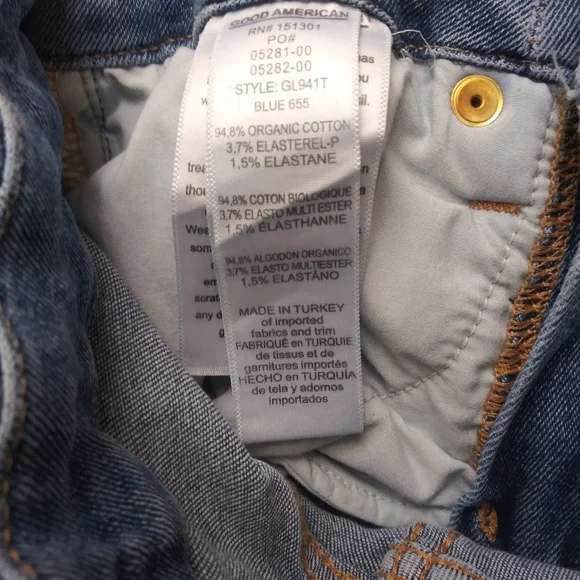 GOOD AMERICAN
RN# 151301
PO#
05281-00
05282-00
STYLE: GL941T
BLUE 655
94,8% ORGANIC COTTON
3,7% ELASTEREL-P
1,5% ELASTANE
94,8% COTON BIOLOGIQUE
3,7% ELASTO MULTI ESTER
1,5% ÉLASTHANNE
94,8% ALGODON ORGANICO
3,7% ELASTO MULTIESTER
1,5% ELASTÁNO
MADE IN TURKEY
of imported
fabrics and trim
FABRIQUÉ EN TURQUIE
de tissus et de
garnitures importés
HECHO en TURQUÍA
de tela y adornos
importados